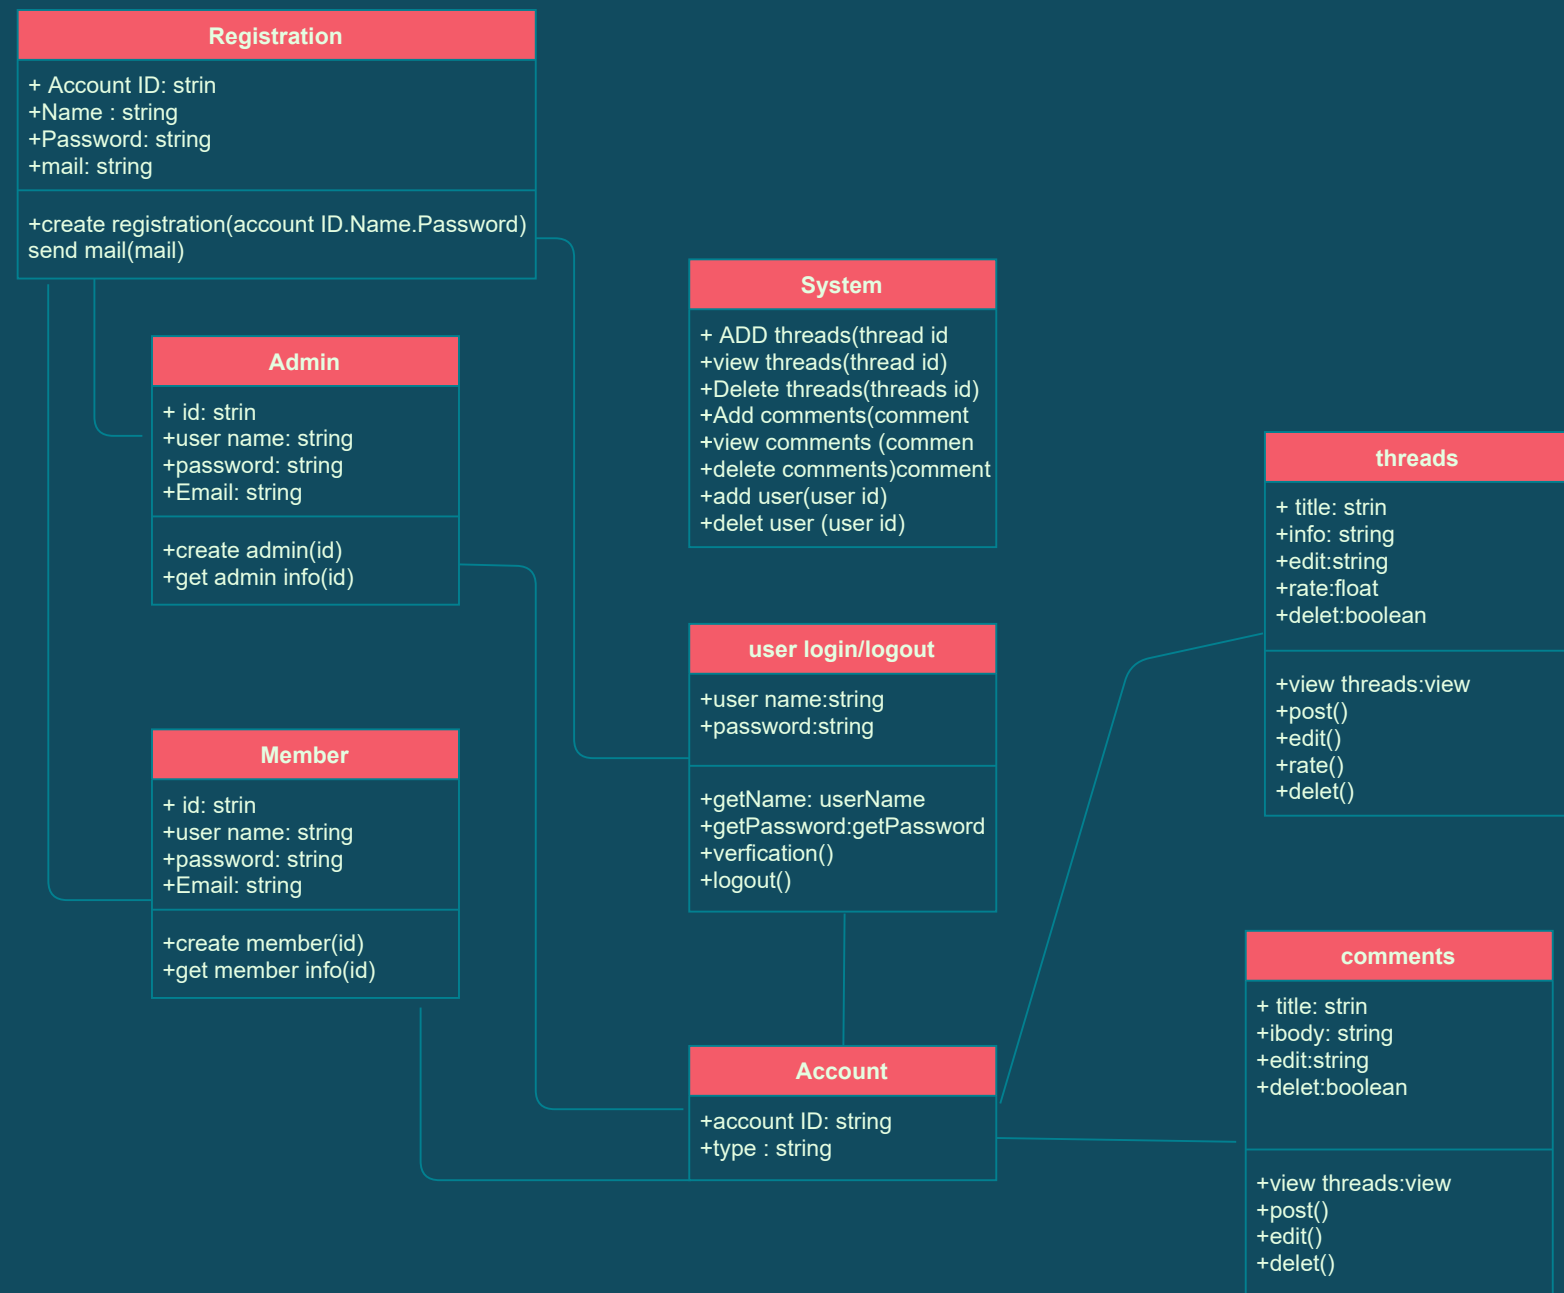 Registration
+ Account ID: strin
+Name : string
+Password: string
+mail: string
+create registration(account ID.Name.Password)
send mail(mail)
Admin
+ id: strin
+user name: string
+password: string
+Email: string
+create admin(id)
+get admin info(id)
Member
+ id: strin
+user name: string
+password: string
+Email: string
+create member(id)
+get member info(id)
System
+ ADD threads(thread id
+view threads(thread id)
+Delete threads(threads id)
+Add comments(comment
+view comments (commen
+delete comments)comment
+add user(user id)
+delet user (user id)
user login/logout
+user name:string
+password:string
+getName: userName
+getPassword:getPassword
+verfication()
+logout()
Account
+account ID: string
+type : string
threads
+ title: strin
+info: string
+edit:string
+rate:float
+delet:boolean
+view threads:view
+post()
+edit()
+rate()
+delet()
comments
+ title: strin
+ibody: string
+edit:string
+delet:boolean
+view threads:view
+post()
+edit()
+delet()